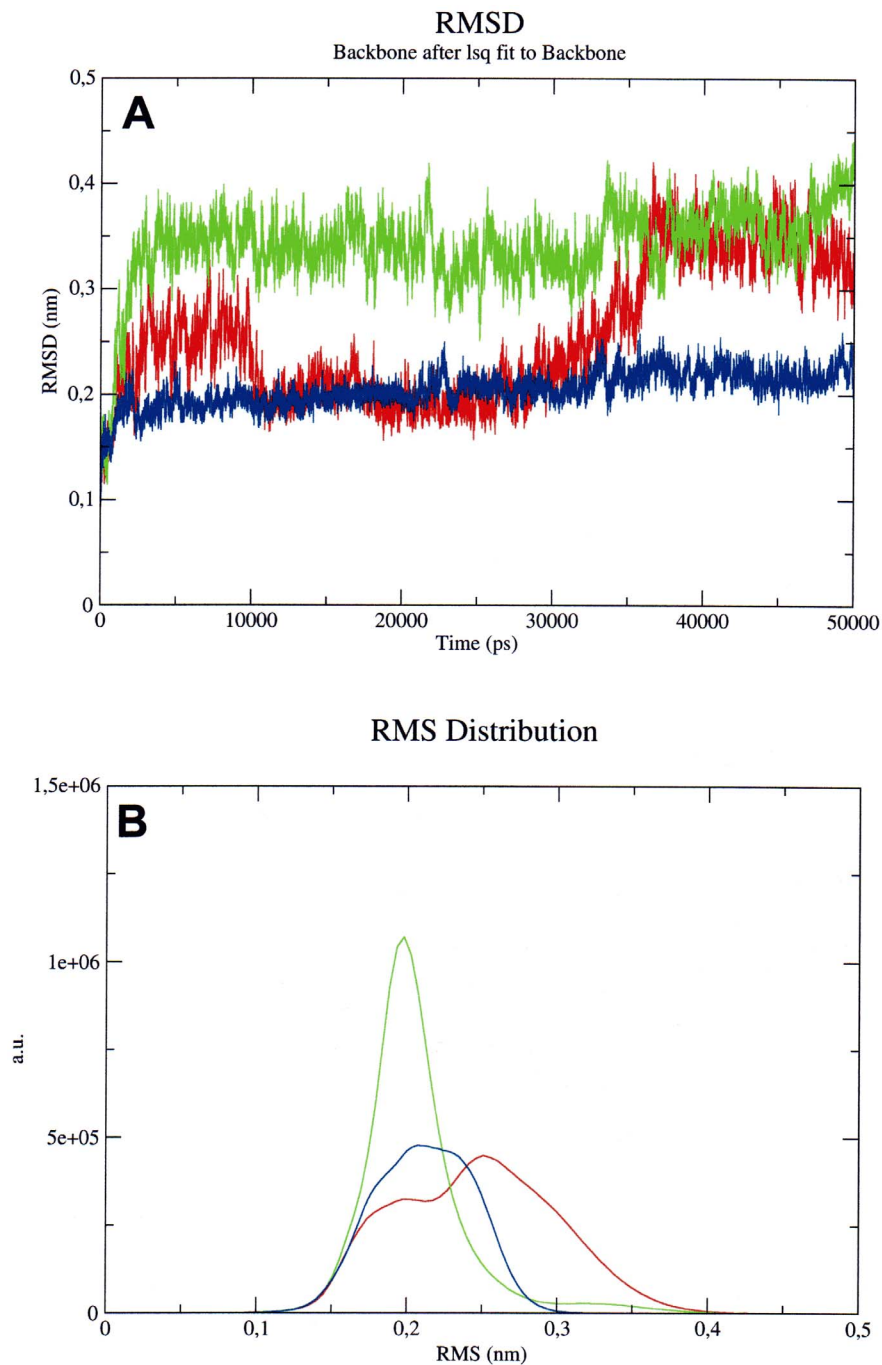 RMSD
Backbone after lsq fit to Backbone
A
0,5
0,4
0,3
0,2
0,1
0
RMSD (nm)
0 10000 20000 30000 40000 50000
Time (ps)
RMS Distribution
B
1,5e+06
1e+06
5e+05
0
a.u.
0 0,1 0,2 0,3 0,4 0,5
RMS (nm)